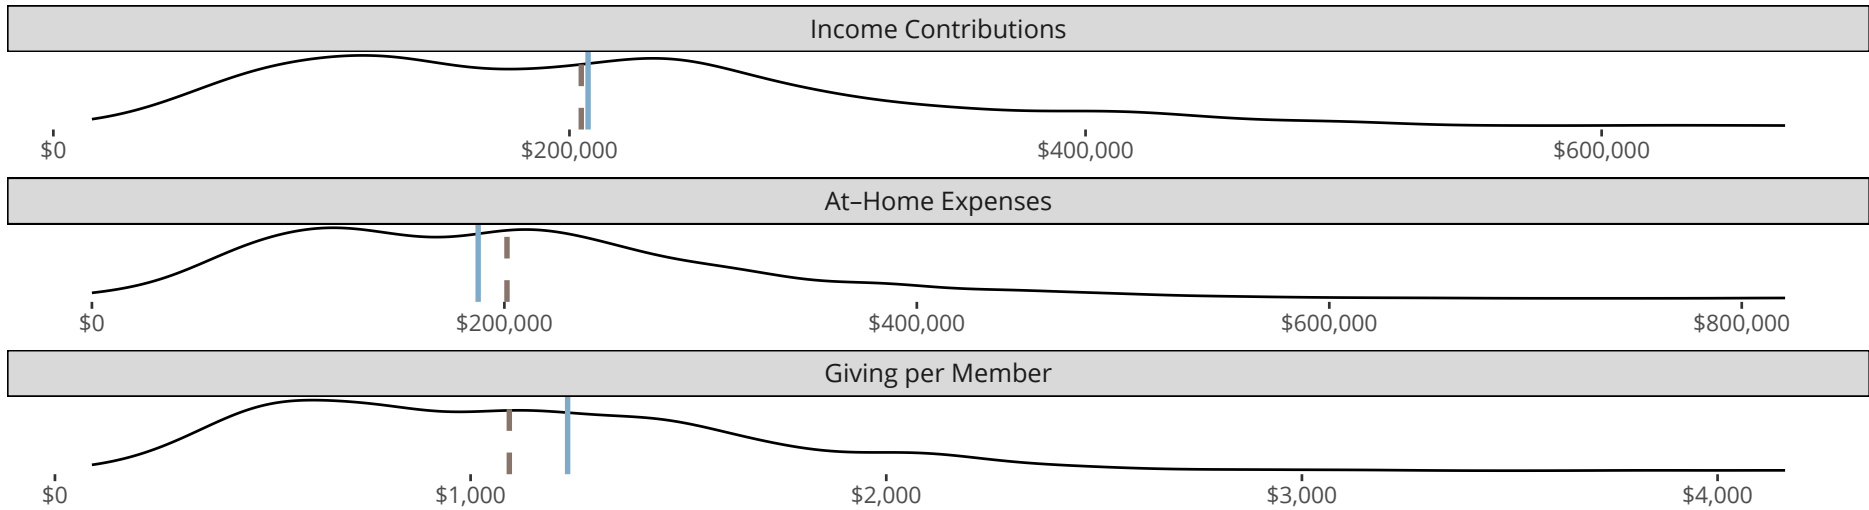 Income Contributions
$0 $200,000 $400,000 $600,000
At–Home Expenses
$0 $200,000 $400,000 $600,000 $800,000
Giving per Member
$0 $1,000 $2,000 $3,000 $4,000